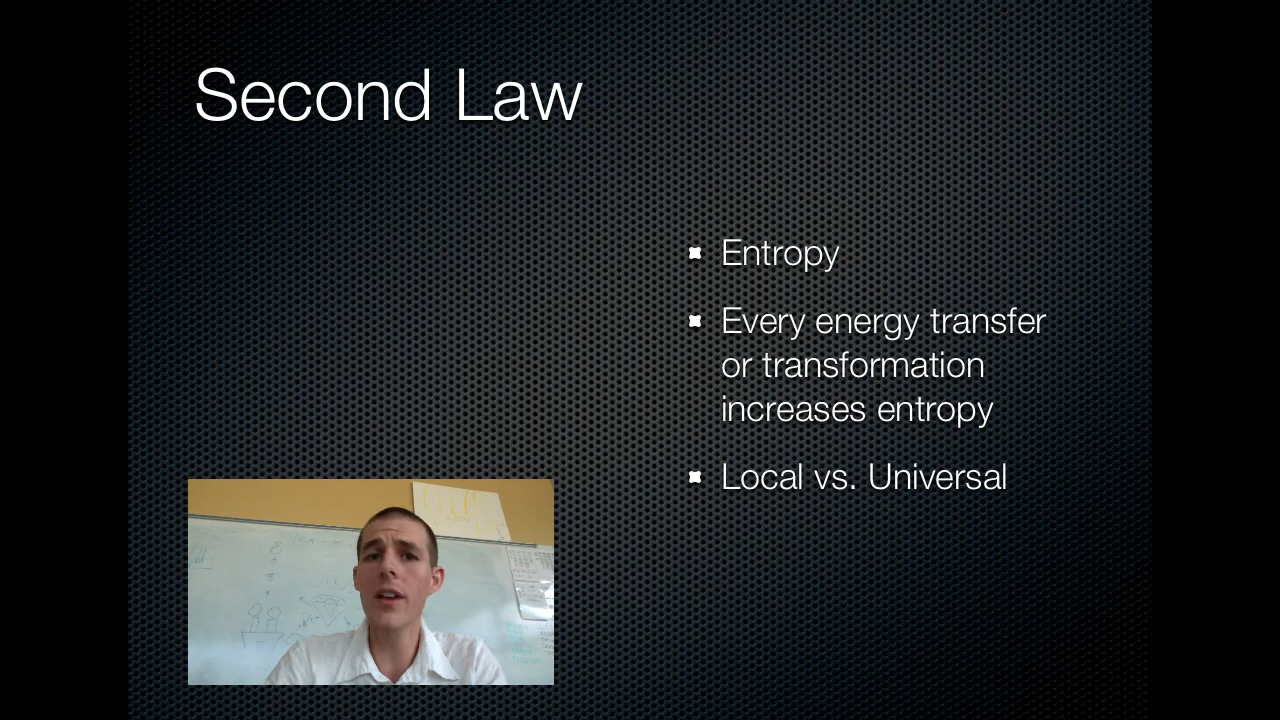 Second Law
Entropy
Every energy transfer
or transformation
increases entropy
Local vs. Universal